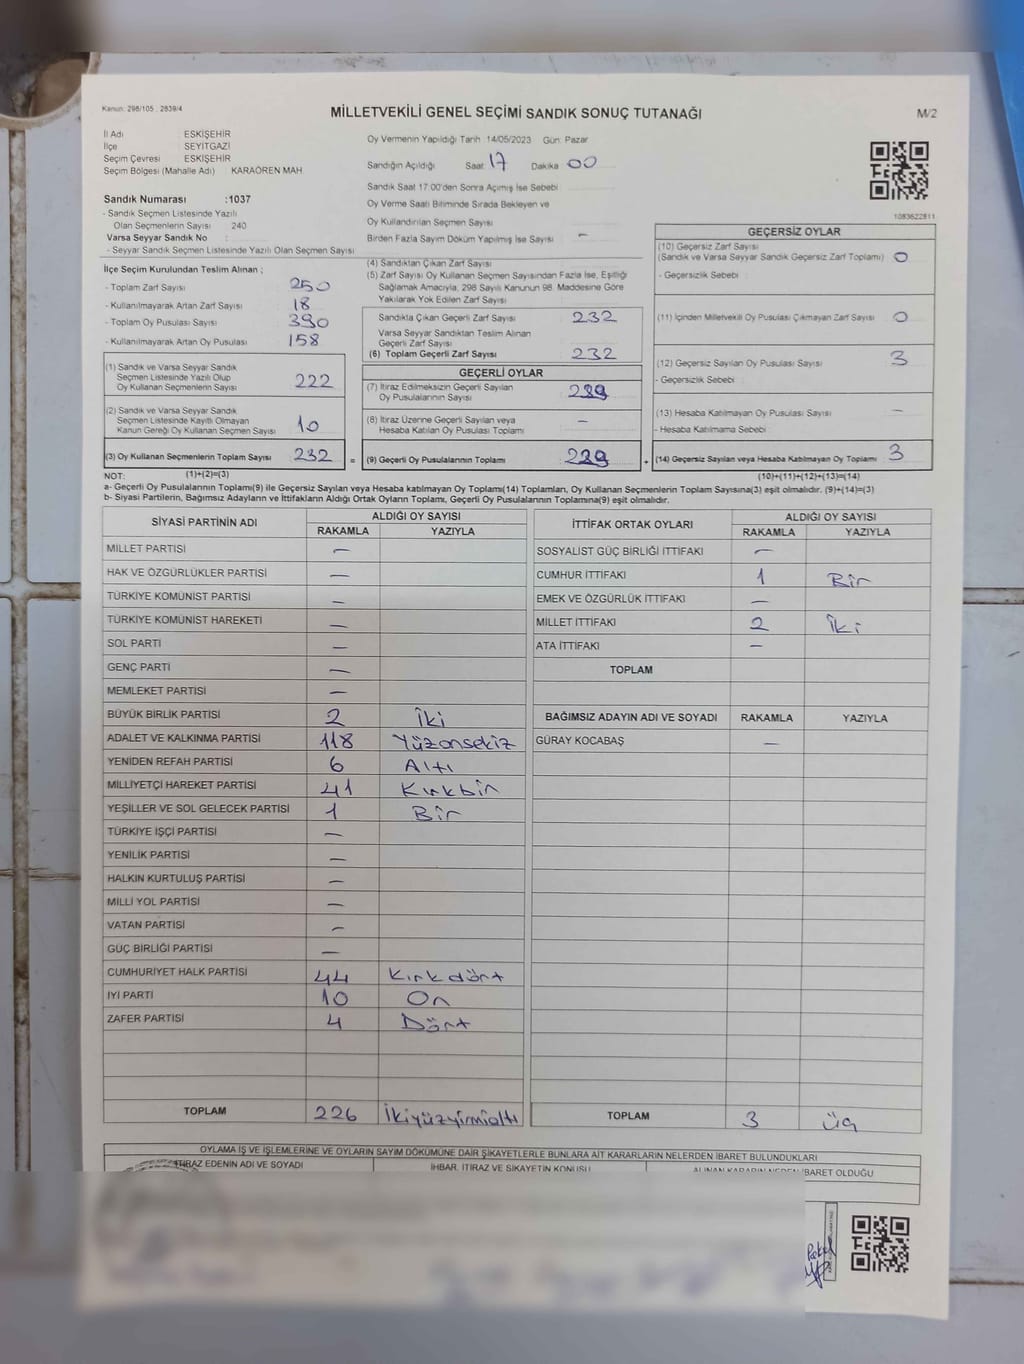 Kanun: 298/105 : 2839/4
MİLLETVEKİLİ GENEL SEÇİMİ SANDIK SONUÇ TUTANAĞI
M/2
İl Adı : ESKİŞEHİR
İlçe : SEYİTGAZİ
Seçim Çevresi : ESKİŞEHİR
Seçim Bölgesi (Mahalle Adı) : KARAÖREN MAH
Sandık Numarası :1037
- Sandık Seçmen Listesinde Yazılı
Olan Seçmenlerin Sayısı : 240
Varsa Seyyar Sandık No :
- Seyyar Sandık Seçmen Listesinde Yazılı Olan Seçmen Sayısı
Oy Vermenin Yapıldığı Tarih :14/05/2023 Gün: Pazar
Sandığın Açıldığı Saat 17 Dakika 00
Sandık Saat 17:00'den Sonra Açımış İse Sebebi
Oy Verme Saati Bitiminde Sırada Bekleyen ve
Oy Kullandırılan Seçmen Sayısı
Birden Fazla Sayım Döküm Yapılmış İse Sayısı –
1083622811
İlçe Seçim Kurulundan Teslim Alınan ;
- Toplam Zarf Sayısı 250
- Kullanılmayarak Artan Zarf Sayısı 18
- Toplam Oy Pusulası Sayısı 390
- Kullanılmayarak Artan Oy Pusulası 158
(1) Sandık ve Varsa Seyyar Sandık
Seçmen Listesinde Yazılı Olup
Oy Kullanan Seçmenlerin Sayısı 222
(2) Sandık ve Varsa Seyyar Sandık
Seçmen Listesinde Kayıtlı Olmayan
Kanun Gereği Oy Kullanan Seçmen Sayısı 10
(3) Oy Kullanan Seçmenlerin Toplam Sayısı 232
(4) Sandıktan Çıkan Zarf Sayısı
(5) Zarf Sayısı Oy Kullanan Seçmen Sayısından Fazla İse, Eşitliği
Sağlamak Amacıyla, 298 Sayılı Kanunun 98. Maddesine Göre
Yakılarak Yok Edilen Zarf Sayısı
Sandıkta Çıkan Geçerli Zarf Sayısı 232
Varsa Seyyar Sandıktan Teslim Alınan
Geçerli Zarf Sayısı
(6) Toplam Geçerli Zarf Sayısı 232
GEÇERLİ OYLAR
(7) İtiraz Edilmeksizin Geçerli Sayılan
Oy Pusulalarının Sayısı 229
(8) İtiraz Üzerine Geçerli Sayılan veya
Hesaba Katılan Oy Pusulası Toplamı –
= (9) Geçerli Oy Pusulalarının Toplamı 229
GEÇERSİZ OYLAR
(10) Geçersiz Zarf Sayısı
(Sandık ve Varsa Seyyar Sandık Geçersiz Zarf Toplamı) 0
- Geçersizlik Sebebi
(11) İçinden Milletvekili Oy Pusulası Çıkmayan Zarf Sayısı 0
(12) Geçersiz Sayılan Oy Pusulası Sayısı 3
- Geçersizlik Sebebi
(13) Hesaba Katılmayan Oy Pusulası Sayısı –
- Hesaba Katılmama Sebebi
+ (14) Geçersiz Sayılan veya Hesaba Katılmayan Oy Toplamı 3
NOT: (1)+(2)=(3) (10)+(11)+(12)+(13)=(14)
a- Geçerli Oy Pusulalarının Toplamı(9) ile Geçersiz Sayılan veya Hesaba katılmayan Oy Toplamı(14) Toplamları, Oy Kullanan Seçmenlerin Toplam Sayısına(3) eşit olmalıdır. (9)+(14)=(3)
b- Siyasi Partilerin, Bağımsız Adayların ve İttifakların Aldığı Ortak Oyların Toplamı, Geçerli Oy Pusulalarının Toplamına(9) eşit olmalıdır.
SİYASİ PARTİNİN ADI ALDIĞI OY SAYISI
RAKAMLA YAZIYLA
MİLLET PARTİSİ –
HAK VE ÖZGÜRLÜKLER PARTİSİ –
TÜRKİYE KOMÜNİST PARTİSİ –
TÜRKİYE KOMÜNİST HAREKETİ –
SOL PARTİ –
GENÇ PARTİ –
MEMLEKET PARTİSİ –
BÜYÜK BİRLİK PARTİSİ 2 İki
ADALET VE KALKINMA PARTİSİ 118 Yüzonsekiz
YENİDEN REFAH PARTİSİ 6 Altı
MİLLİYETÇİ HAREKET PARTİSİ 41 Kırkbir
YEŞİLLER VE SOL GELECEK PARTİSİ 1 Bir
TÜRKİYE İŞÇİ PARTİSİ –
YENİLİK PARTİSİ –
HALKIN KURTULUŞ PARTİSİ –
MİLLİ YOL PARTİSİ –
VATAN PARTİSİ –
GÜÇ BİRLİĞİ PARTİSİ –
CUMHURİYET HALK PARTİSİ 44 Kırkdört
İYİ PARTİ 10 On
ZAFER PARTİSİ 4 Dört
TOPLAM 226 İkiyüzyirmialtı
İTTİFAK ORTAK OYLARI ALDIĞI OY SAYISI
RAKAMLA YAZIYLA
SOSYALİST GÜÇ BİRLİĞİ İTTİFAKI –
CUMHUR İTTİFAKI 1 Bir
EMEK VE ÖZGÜRLÜK İTTİFAKI –
MİLLET İTTİFAKI 2 İki
ATA İTTİFAKI –
TOPLAM
BAĞIMSIZ ADAYIN ADI VE SOYADI RAKAMLA YAZIYLA
GÜRAY KOCABAŞ –
TOPLAM 3 Üç
OYLAMA İŞ VE İŞLEMLERİNE VE OYLARIN SAYIM DÖKÜMÜNE DAİR ŞİKAYETLERLE BUNLARA AİT KARARLARIN NELERDEN İBARET BULUNDUKLARI
İTİRAZ EDENİN ADI VE SOYADI İHBAR, İTİRAZ VE ŞİKAYETİN KONUSU ALINAN KARARIN NEDEN İBARET OLDUĞU